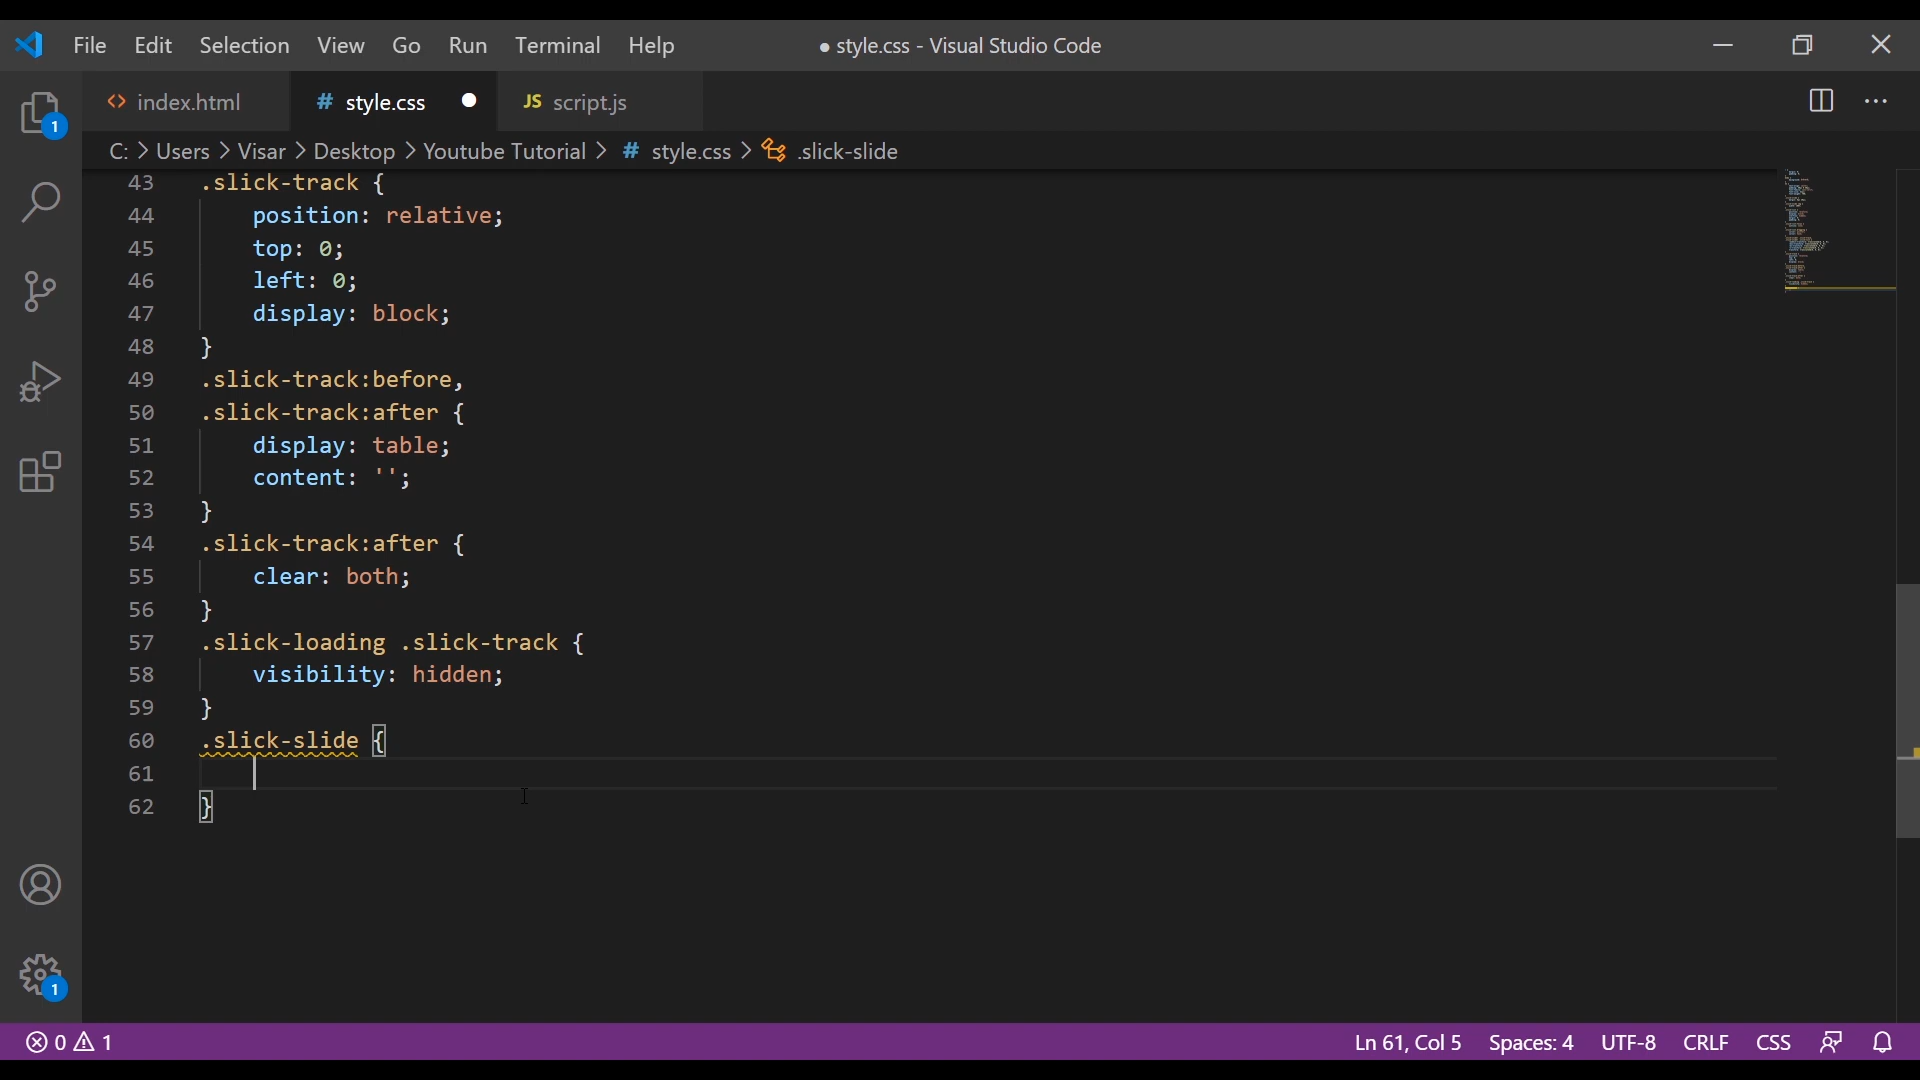 File Edit Selection View Go Run Terminal Help ● style.css - Visual Studio Code
<> index.html # style.css ● JS script.js
C: > Users > Visar > Desktop > Youtube Tutorial > # style.css > .slick-slide
43 .slick-track {
44 position: relative;
45 top: 0;
46 left: 0;
47 display: block;
48 }
49 .slick-track:before,
50 .slick-track:after {
51 display: table;
52 content: '';
53 }
54 .slick-track:after {
55 clear: both;
56 }
57 .slick-loading .slick-track {
58 visibility: hidden;
59 }
60 .slick-slide {
61
62 }
1
1
0 1 Ln 61, Col 5 Spaces: 4 UTF-8 CRLF CSS